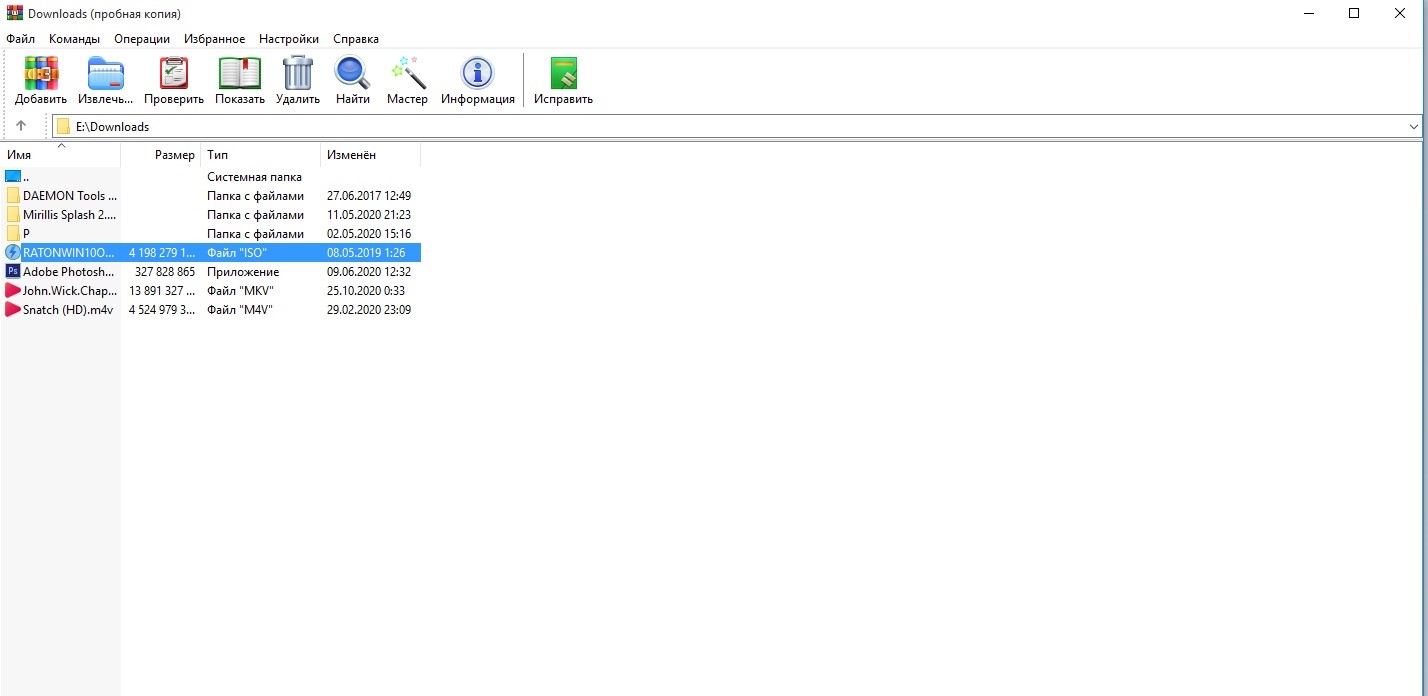 Downloads (пробная копия)
Файл Команды Операции Избранное Настройки Справка
Добавить Извлечь... Проверить Показать Удалить Найти Мастер Информация Исправить
E:\Downloads
Имя Размер Тип Изменён
.. Системная папка
DAEMON Tools ... Папка с файлами 27.06.2017 12:49
Mirillis Splash 2.... Папка с файлами 11.05.2020 21:23
P Папка с файлами 02.05.2020 15:16
RATONWIN10O... 4 198 279 1... Файл "ISO" 08.05.2019 1:26
Ps Adobe Photosh... 327 828 865 Приложение 09.06.2020 12:32
John.Wick.Chap... 13 891 327 ... Файл "MKV" 25.10.2020 0:33
Snatch (HD).m4v 4 524 979 3... Файл "M4V" 29.02.2020 23:09